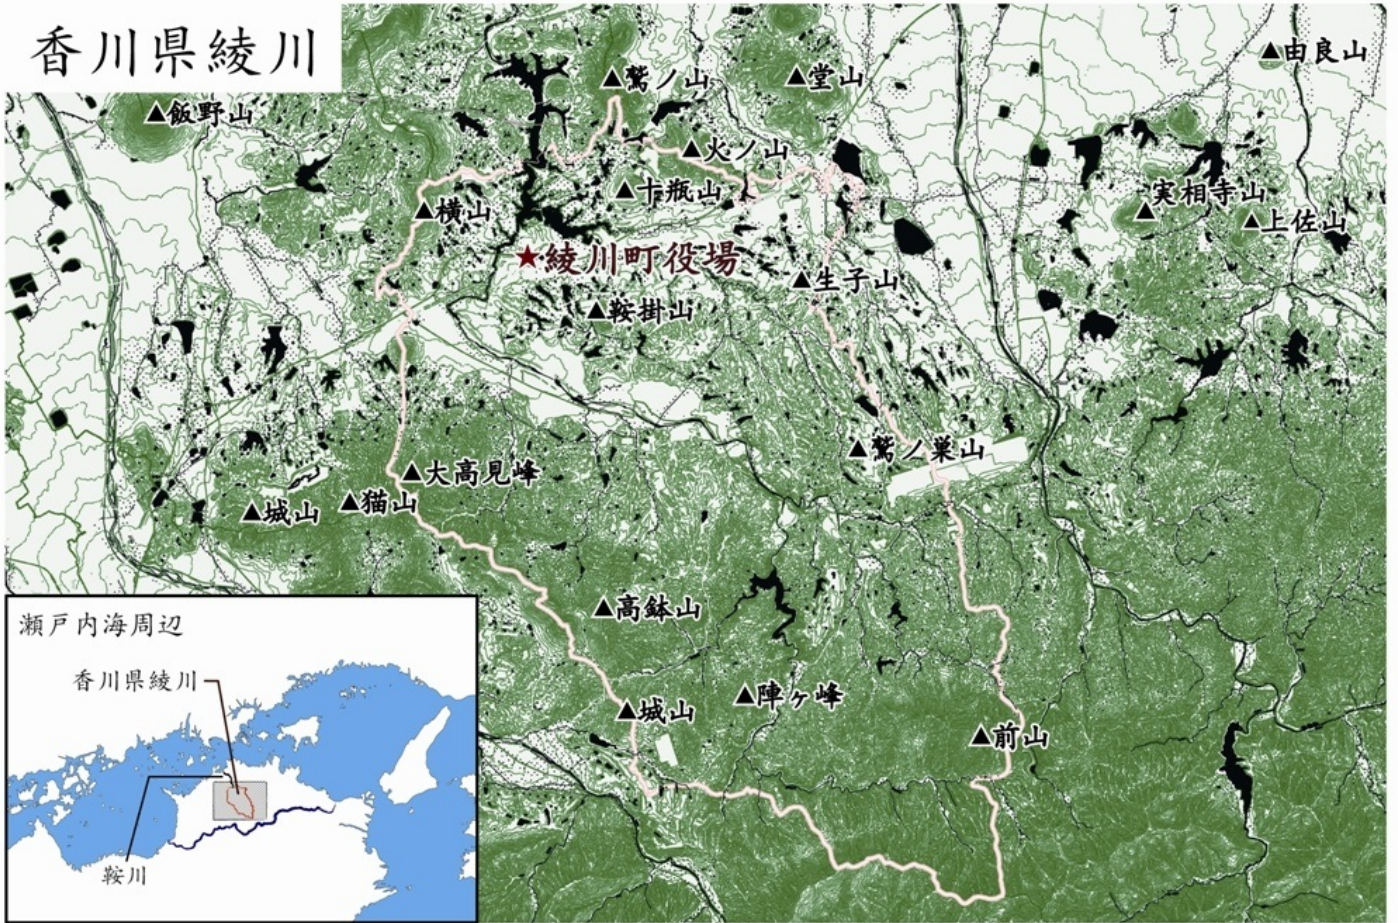 香川県綾川
▲鷲ノ山
▲堂山
▲由良山
▲飯野山
▲火ノ山
▲十瓶山
▲実相寺山
▲横山
▲上佐山
★綾川町役場
▲生子山
▲鞍掛山
▲鷲ノ巣山
▲大高見峰
▲猫山
▲城山
▲高鉢山
▲陣ヶ峰
▲城山
▲前山
瀬戸内海周辺
香川県綾川
鞍川